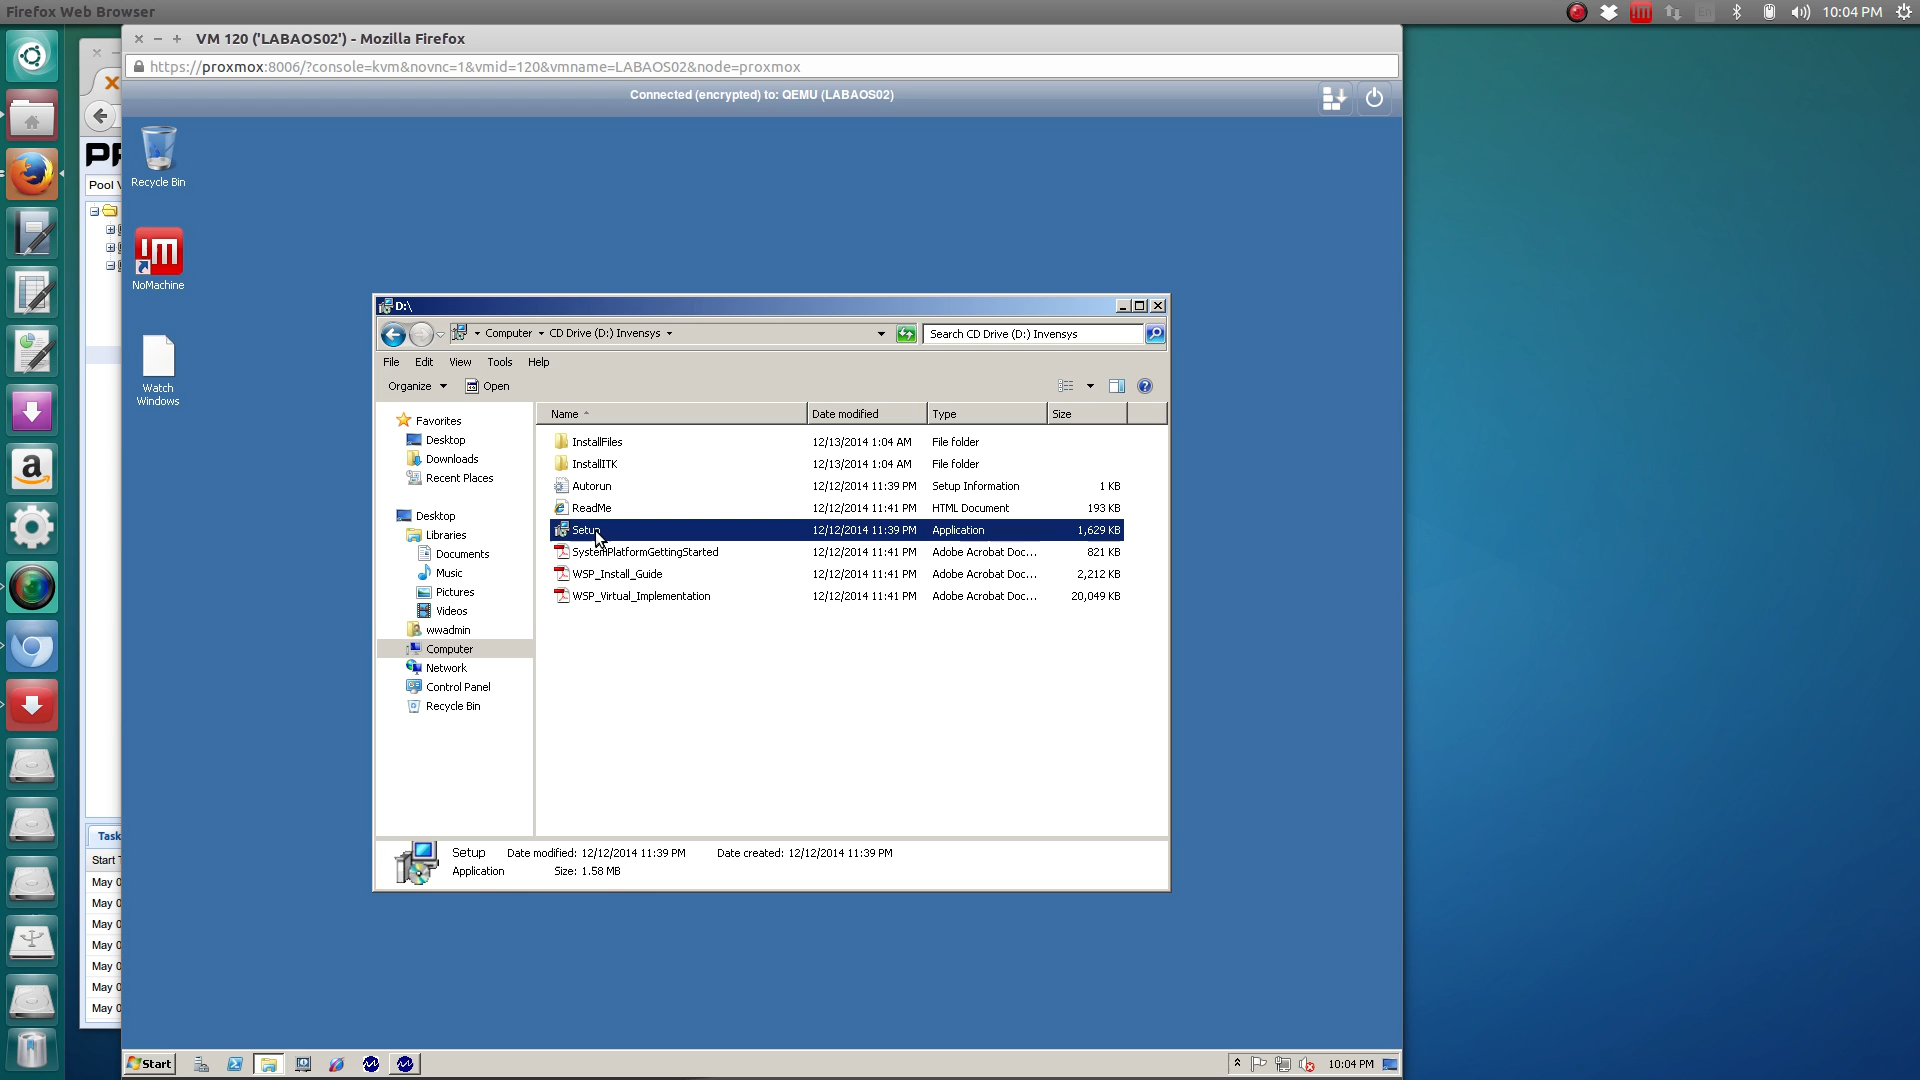 Firefox Web Browser
En
10:04 PM
VM 120 ('LABAOS02') - Mozilla Firefox
https://proxmox:8006/?console=kvm&novnc=1&vmid=120&vmname=LABAOS02&node=proxmox
Connected (encrypted) to: QEMU (LABAOS02)
Pool V
Recycle Bin
NoMachine
Watch
Windows
D:\
Computer CD Drive (D:) Invensys
Search CD Drive (D:) Invensys
File Edit View Tools Help
Organize Open
Favorites
Desktop
Downloads
Recent Places
Desktop
Libraries
Documents
Music
Pictures
Videos
wwadmin
Computer
Network
Control Panel
Recycle Bin
Name Date modified Type Size
InstallFiles 12/13/2014 1:04 AM File folder
InstallITK 12/13/2014 1:04 AM File folder
Autorun 12/12/2014 11:39 PM Setup Information 1 KB
ReadMe 12/12/2014 11:41 PM HTML Document 193 KB
Setup 12/12/2014 11:39 PM Application 1,629 KB
SystemPlatformGettingStarted 12/12/2014 11:41 PM Adobe Acrobat Doc... 821 KB
WSP_Install_Guide 12/12/2014 11:41 PM Adobe Acrobat Doc... 2,212 KB
WSP_Virtual_Implementation 12/12/2014 11:41 PM Adobe Acrobat Doc... 20,049 KB
Setup Date modified: 12/12/2014 11:39 PM Date created: 12/12/2014 11:39 PM
Application Size: 1.58 MB
Task
Start T
May 0
May 0
May 0
May 0
May 0
May 0
May 0
Start
10:04 PM